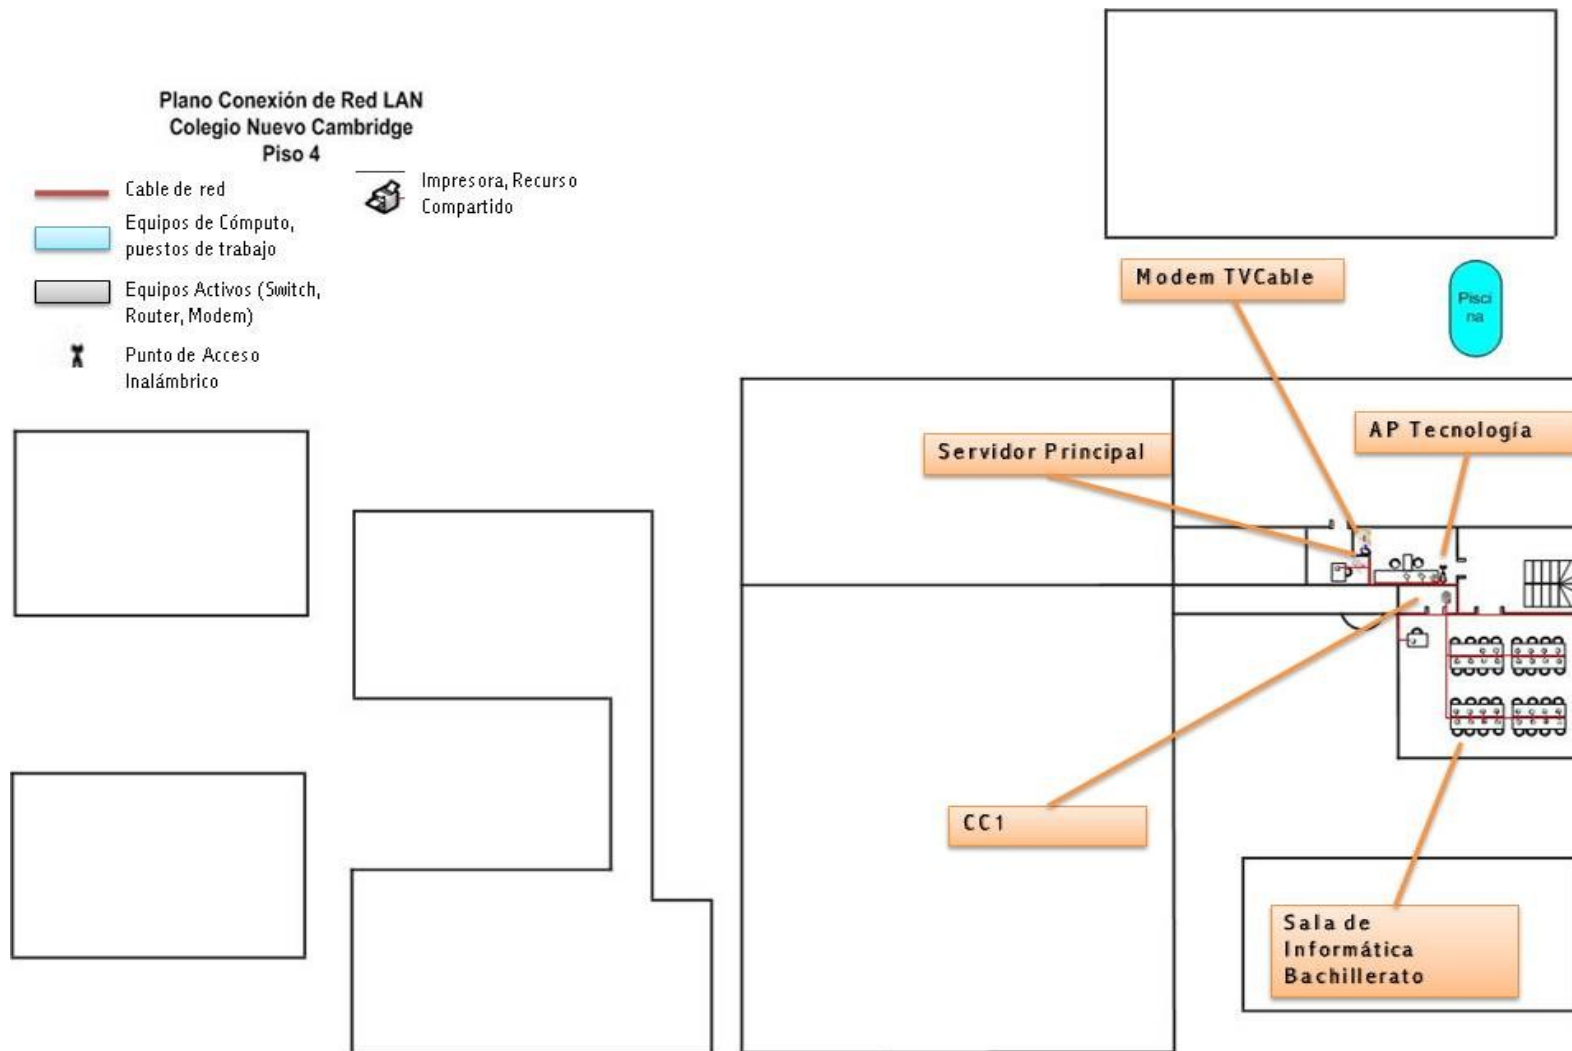 Plano Conexión de Red LAN
Colegio Nuevo Cambridge
Piso 4
Cable de red
Equipos de Cómputo,
puestos de trabajo
Equipos Activos (Switch,
Router, Modem)
Punto de Acceso
Inalámbrico
Impresora, Recurso
Compartido
Modem TVCable
Pisci
na
AP Tecnología
Servidor Principal
CC1
Sala de
Informática
Bachillerato